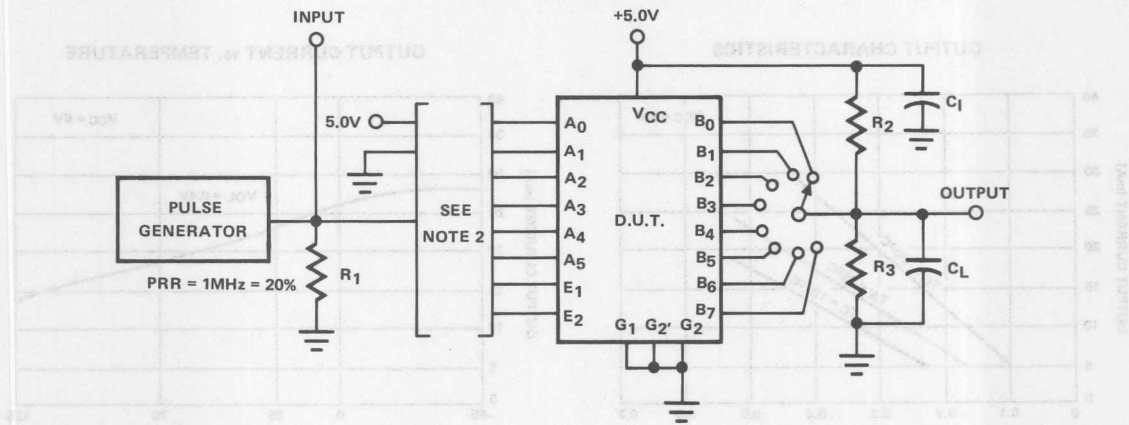 INPUT
+5.0V
OUTPUT CURRENT vs. TEMPERATURE
OUTPUT CHARACTERISTICS
VCC = 5V
5.0V
PULSE
GENERATOR
PRR = 1MHz = 20%
R1
SEE
NOTE 2
A0
A1
A2
A3
A4
A5
E1
E2
VCC
D.U.T.
B0
B1
B2
B3
B4
B5
B6
B7
G1 G2' G2
R2
CI
OUTPUT
R3
CL